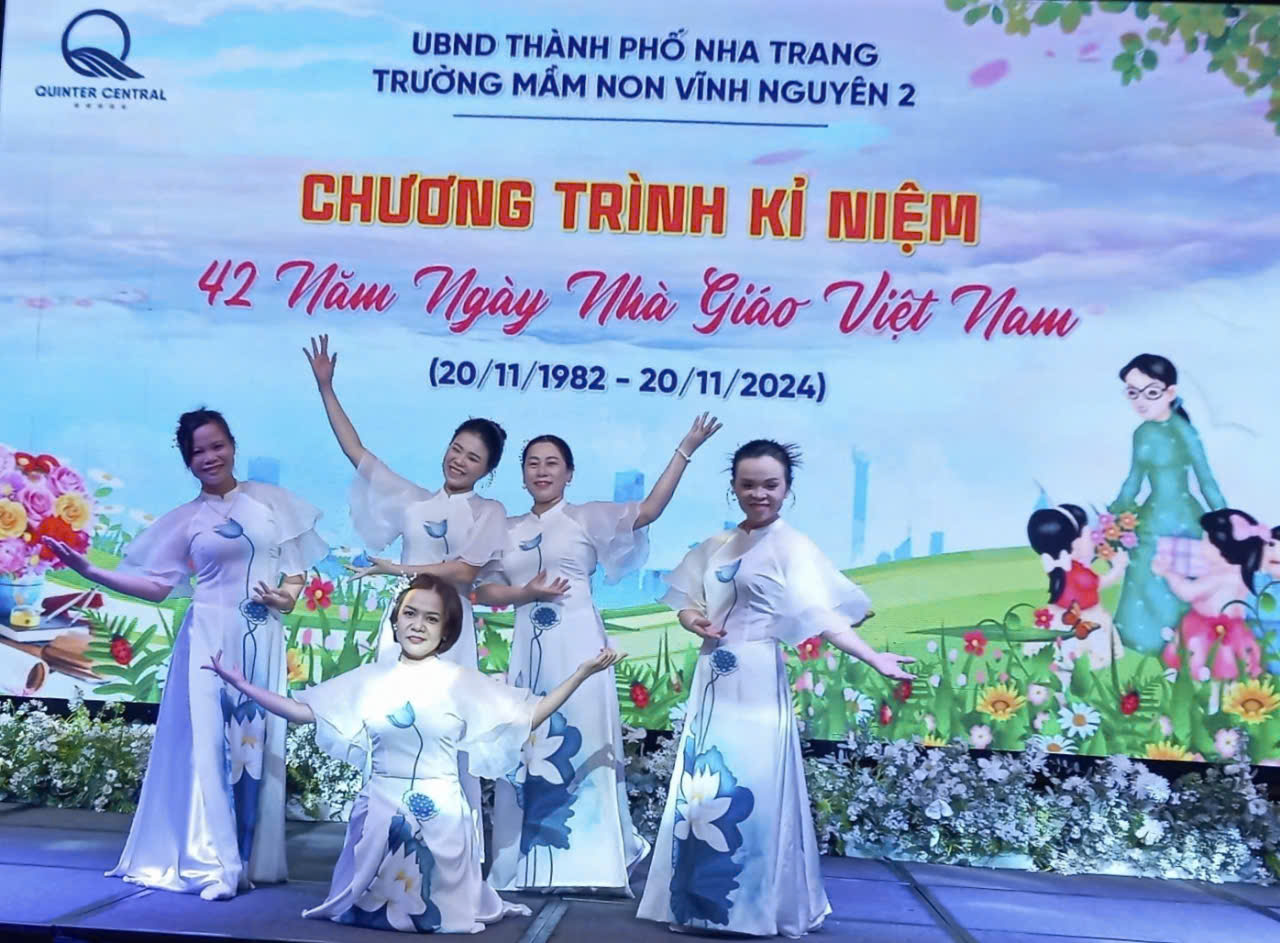 QUINTER CENTRAL
UBND THÀNH PHỐ NHA TRANG
TRƯỜNG MẦM NON VĨNH NGUYÊN 2
CHƯƠNG TRÌNH KỈ NIỆM
42 Năm Ngày Nhà Giáo Việt Nam
(20/11/1982 - 20/11/2024)